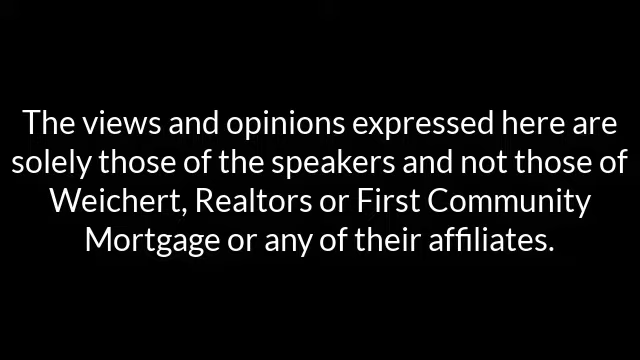 The views and opinions expressed here are
solely those of the speakers and not those of
Weichert, Realtors or First Community
Mortgage or any of their affiliates.